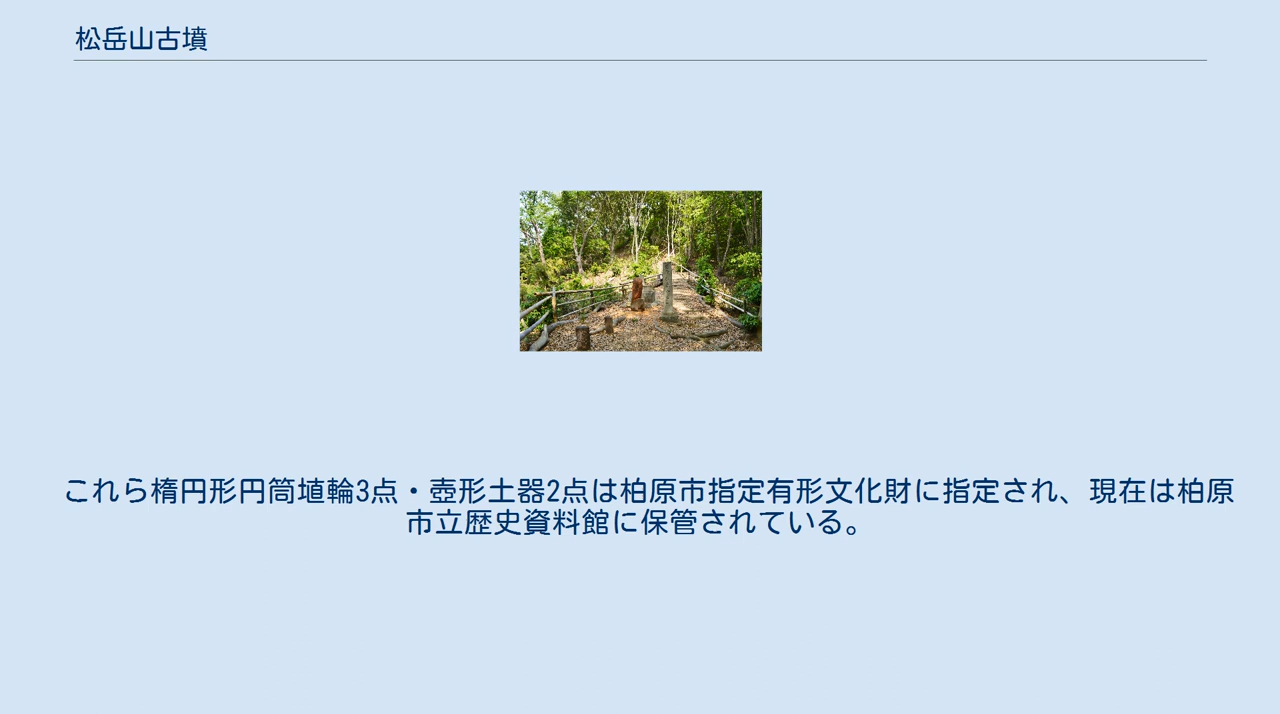 松岳山古墳
これら楕円形円筒埴輪3点・壺形土器2点は柏原市指定有形文化財に指定され、現在は柏原
市立歴史資料館に保管されている。